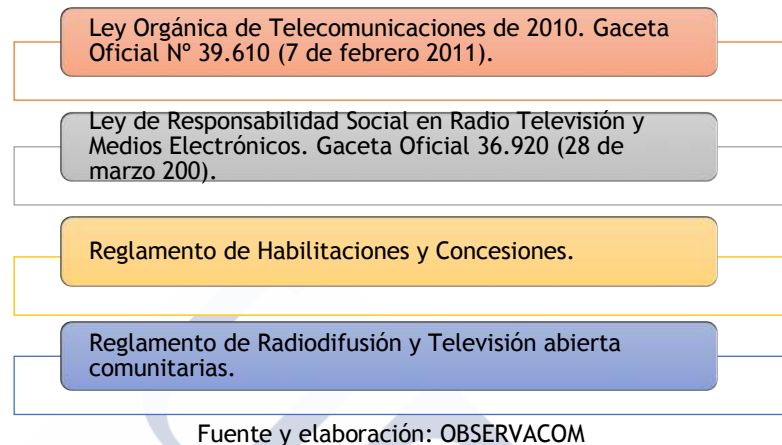 Ley Orgánica de Telecomunicaciones de 2010. Gaceta
Oficial Nº 39.610 (7 de febrero 2011).
Ley de Responsabilidad Social en Radio Televisión y
Medios Electrónicos. Gaceta Oficial 36.920 (28 de
marzo 200).
Reglamento de Habilitaciones y Concesiones.
Reglamento de Radiodifusión y Televisión abierta
comunitarias.
Fuente y elaboración: OBSERVACOM